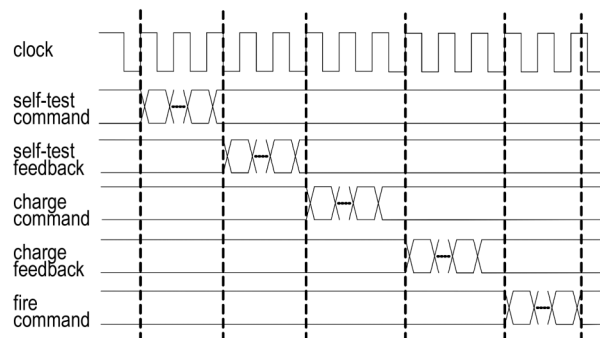 clock
self-test
command
self-test
feedback
charge
command
charge
feedback
fire
command